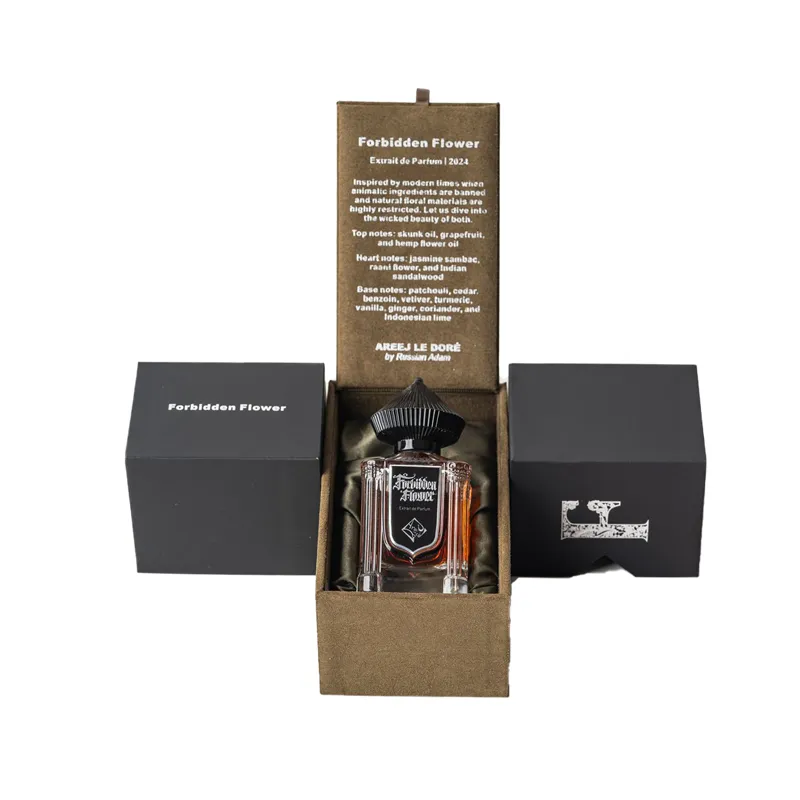 Forbidden Flower
Extrait de Parfum | 2024
Inspired by modern times when
animalic ingredients are banned
and natural floral materials are
highly restricted. Let us dive into
the wicked beauty of both.
Top notes: skunk oil, grapefruit,
and hemp flower oil
Heart notes: jasmine sambac,
raani flower, and Indian
sandalwood
Base notes: patchouli, cedar,
benzoin, vetiver, turmeric,
vanilla, ginger, coriander, and
Indonesian lime
AREEJ LE DORÉ
by Russian Adam
Forbidden Flower
Forbidden
Flower
Extrait de Parfum
F